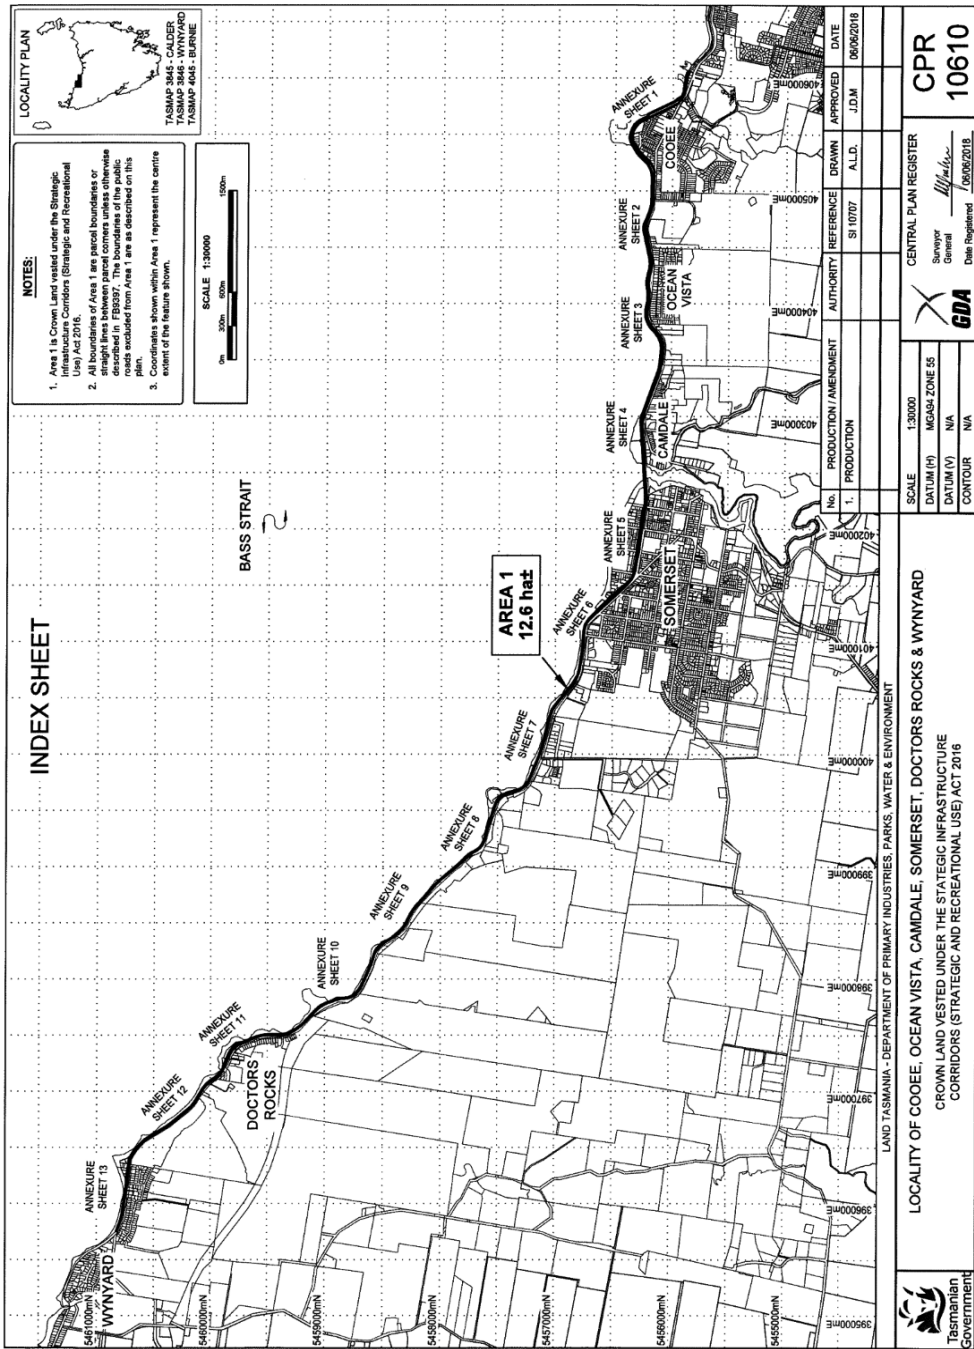 INDEX SHEET
NOTES:
1. Area 1 is Crown Land vested under the Strategic
Infrastructure Corridors (Strategic and Recreational
Use) Act 2016.
2. All boundaries of Area 1 are parcel boundaries or
straight lines between parcel corners unless otherwise
described in FB9397. The boundaries of the public
roads excluded from Area 1 are as described on this
plan.
3. Coordinates shown within Area 1 represent the centre
extent of the feature shown.
LOCALITY PLAN
TASMAP 3845 - CALDER
TASMAP 3846 - WYNYARD
TASMAP 4045 - BURNIE
SCALE 1:30000
0m 300m 600m 1500m
BASS STRAIT
AREA 1
12.6 ha±
ANNEXURE
SHEET 13
ANNEXURE
SHEET 12
ANNEXURE
SHEET 11
ANNEXURE
SHEET 10
ANNEXURE
SHEET 9
ANNEXURE
SHEET 8
ANNEXURE
SHEET 7
ANNEXURE
SHEET 6
ANNEXURE
SHEET 5
ANNEXURE
SHEET 4
ANNEXURE
SHEET 3
ANNEXURE
SHEET 2
ANNEXURE
SHEET 1
WYNYARD
DOCTORS
ROCKS
SOMERSET
CAMDALE
OCEAN
VISTA
COOEE
5461000mN
5460000mN
5459000mN
5458000mN
5457000mN
5456000mN
5455000mN
395000mE
396000mE
397000mE
398000mE
399000mE
400000mE
401000mE
402000mE
403000mE
404000mE
405000mE
406000mE
LAND TASMANIA - DEPARTMENT OF PRIMARY INDUSTRIES, PARKS, WATER & ENVIRONMENT
No. PRODUCTION / AMENDMENT AUTHORITY REFERENCE DRAWN APPROVED DATE
1. PRODUCTION SI 10707 A.L.D. J.D.M 06/06/2018
Tasmanian
Government
LOCALITY OF COOEE, OCEAN VISTA, CAMDALE, SOMERSET, DOCTORS ROCKS & WYNYARD
CROWN LAND VESTED UNDER THE STATEGIC INFRASTRUCTURE
CORRIDORS (STRATEGIC AND RECREATIONAL USE) ACT 2016
SCALE 1:30000
DATUM (H) MGA94 ZONE 55
DATUM (V) N/A
CONTOUR N/A
GDA
CENTRAL PLAN REGISTER
Surveyor
General
Date Registered 06/06/2018
CPR
10610